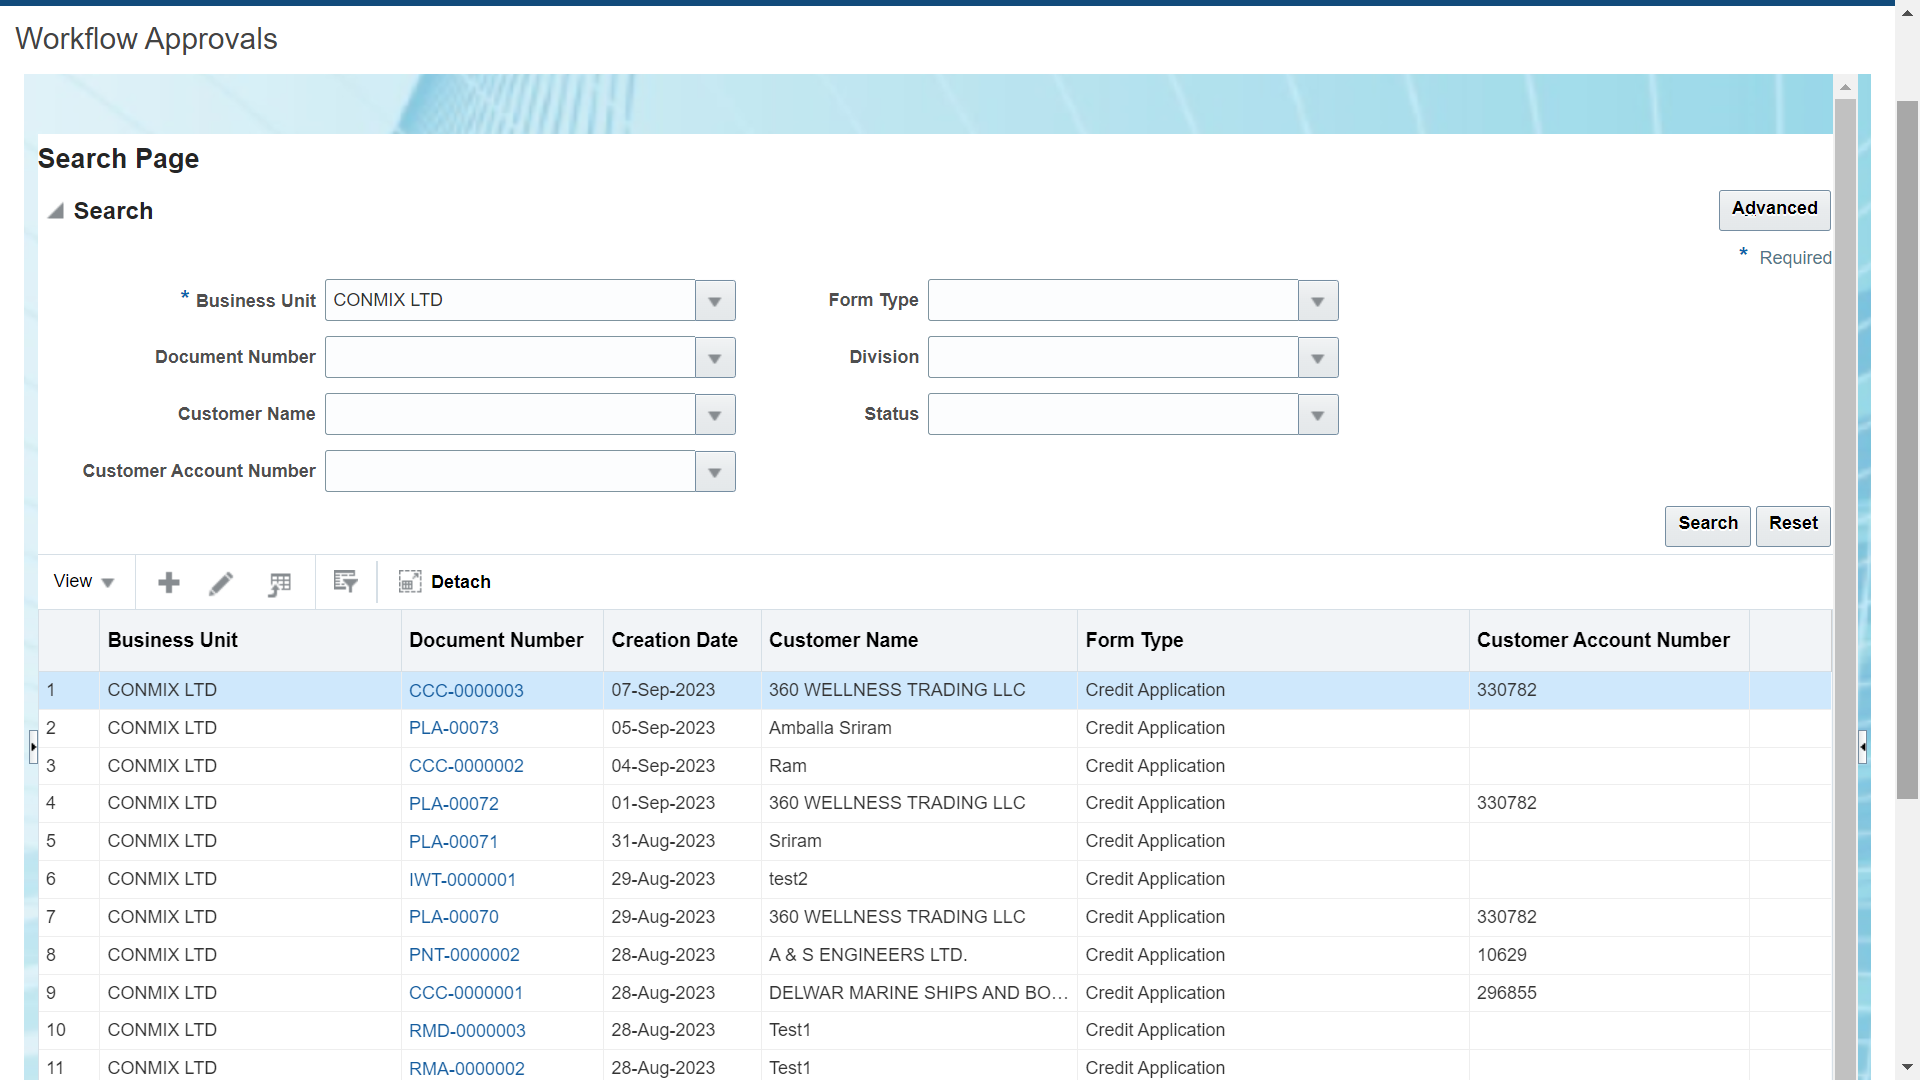 Workflow Approvals
Search Page
Search
Advanced
* Required
* Business Unit CONMIX LTD Form Type
Document Number Division
Customer Name Status
Customer Account Number
Search Reset
View Detach
Business Unit Document Number Creation Date Customer Name Form Type Customer Account Number
1 CONMIX LTD CCC-0000003 07-Sep-2023 360 WELLNESS TRADING LLC Credit Application 330782
2 CONMIX LTD PLA-00073 05-Sep-2023 Amballa Sriram Credit Application
3 CONMIX LTD CCC-0000002 04-Sep-2023 Ram Credit Application
4 CONMIX LTD PLA-00072 01-Sep-2023 360 WELLNESS TRADING LLC Credit Application 330782
5 CONMIX LTD PLA-00071 31-Aug-2023 Sriram Credit Application
6 CONMIX LTD IWT-0000001 29-Aug-2023 test2 Credit Application
7 CONMIX LTD PLA-00070 29-Aug-2023 360 WELLNESS TRADING LLC Credit Application 330782
8 CONMIX LTD PNT-0000002 28-Aug-2023 A & S ENGINEERS LTD. Credit Application 10629
9 CONMIX LTD CCC-0000001 28-Aug-2023 DELWAR MARINE SHIPS AND BO... Credit Application 296855
10 CONMIX LTD RMD-0000003 28-Aug-2023 Test1 Credit Application
11 CONMIX LTD RMA-0000002 28-Aug-2023 Test1 Credit Application